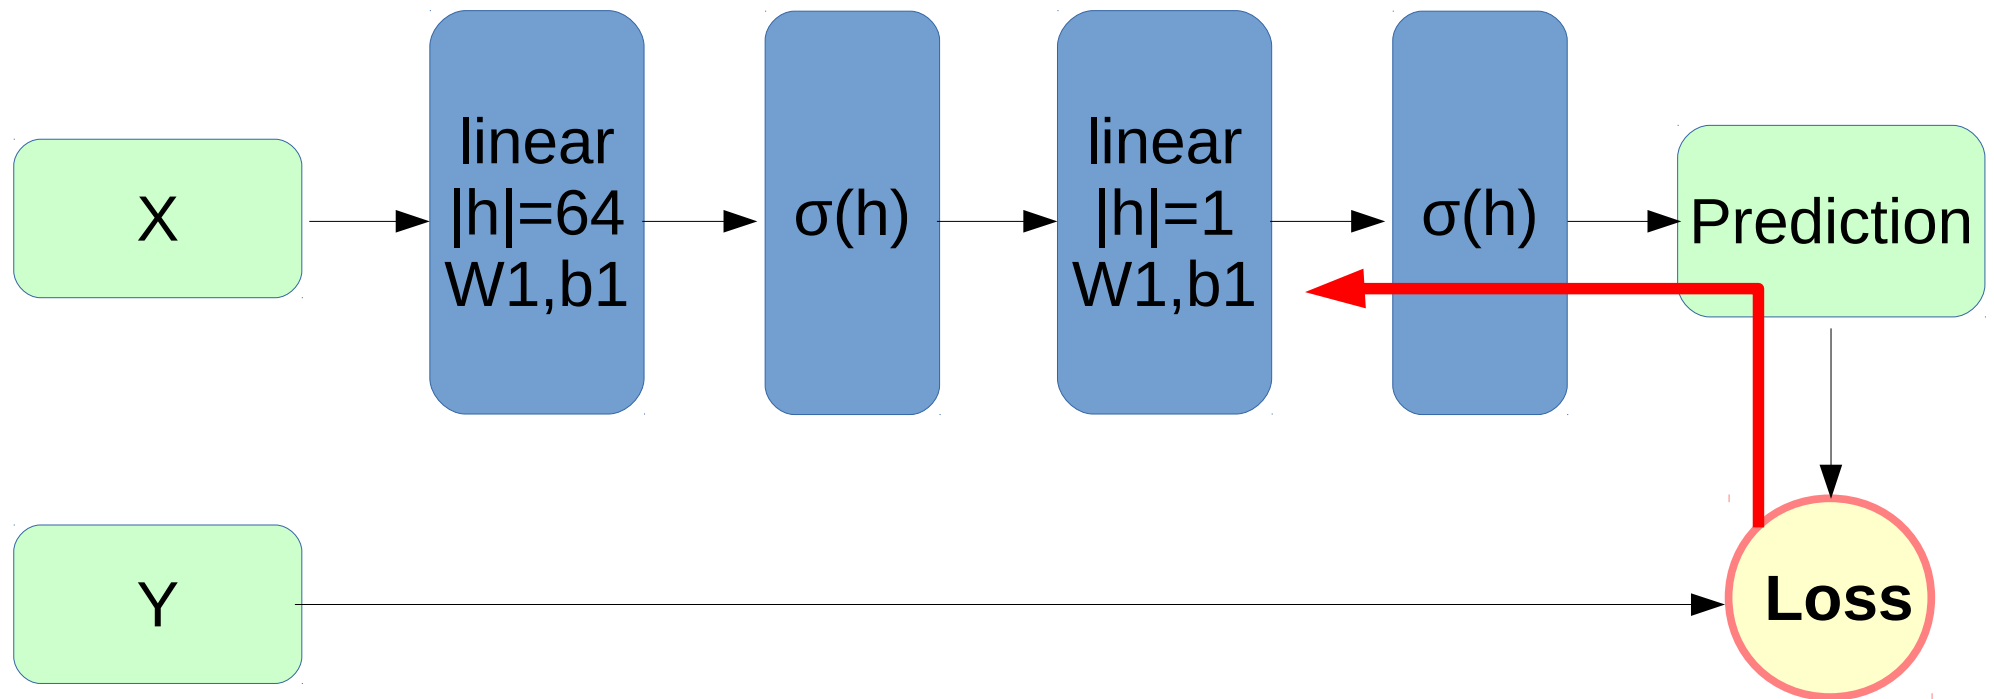 X
linear
|h|=64
W1,b1
σ(h)
linear
|h|=1
W1,b1
σ(h)
Prediction
Y
Loss